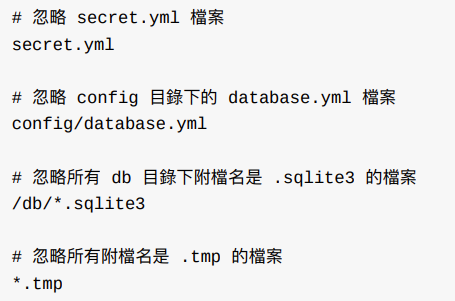 # 忽略 secret.yml 檔案
secret.yml
# 忽略 config 目錄下的 database.yml 檔案
config/database.yml
# 忽略所有 db 目錄下附檔名是 .sqlite3 的檔案
/db/*.sqlite3
# 忽略所有附檔名是 .tmp 的檔案
*.tmp